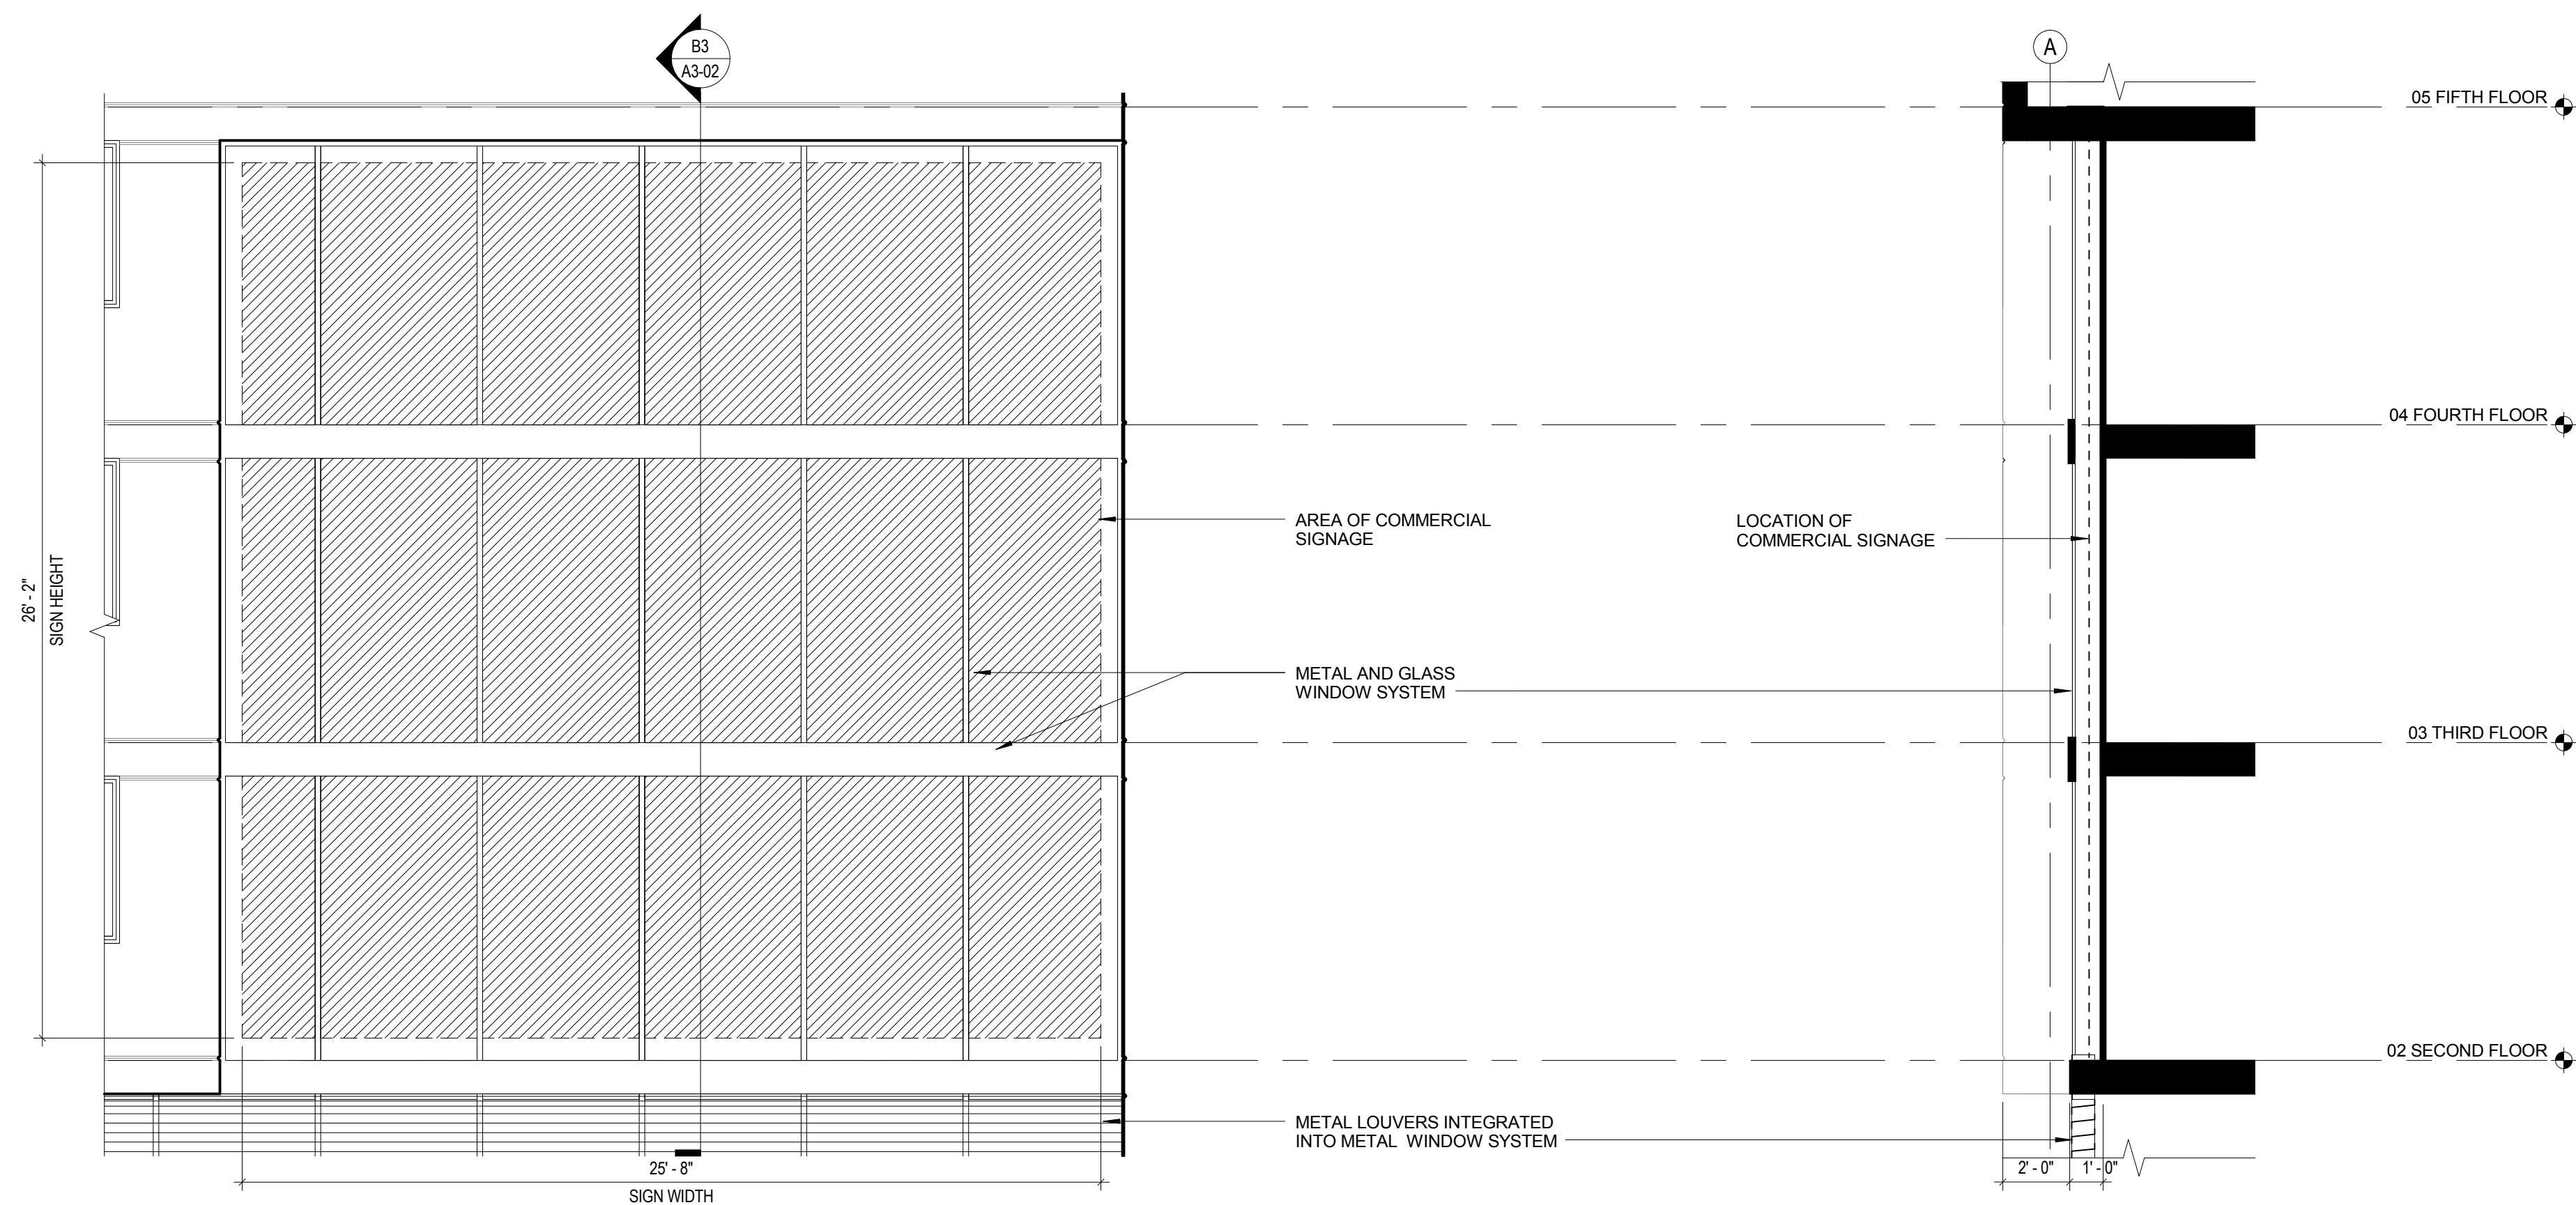 B3
A3-02
A
05 FIFTH FLOOR
04 FOURTH FLOOR
26' - 2"
SIGN HEIGHT
AREA OF COMMERCIAL
SIGNAGE
LOCATION OF
COMMERCIAL SIGNAGE
METAL AND GLASS
WINDOW SYSTEM
03 THIRD FLOOR
02 SECOND FLOOR
METAL LOUVERS INTEGRATED
INTO METAL WINDOW SYSTEM
25' - 8"
SIGN WIDTH
2' - 0"
1' - 0"